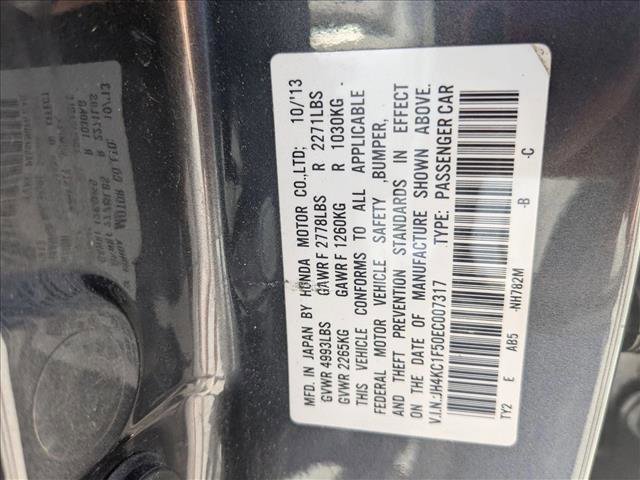 MFD. IN JAPAN BY HONDA MOTOR CO.,LTD; 10/'13
GVWR 4993LBS GAWR F 2778LBS R 2271LBS
GVWR 2265KG GAWR F 1260KG R 1030KG
THIS VEHICLE CONFORMS TO ALL APPLICABLE
FEDERAL MOTOR VEHICLE SAFETY ,BUMPER,
AND THEFT PREVENTION STANDARDS IN EFFECT
ON THE DATE OF MANUFACTURE SHOWN ABOVE.
V.I.N.:JH4KC1F50EC007317 TYPE: PASSENGER CAR
TY2 E AB5 -NH782M -B -C